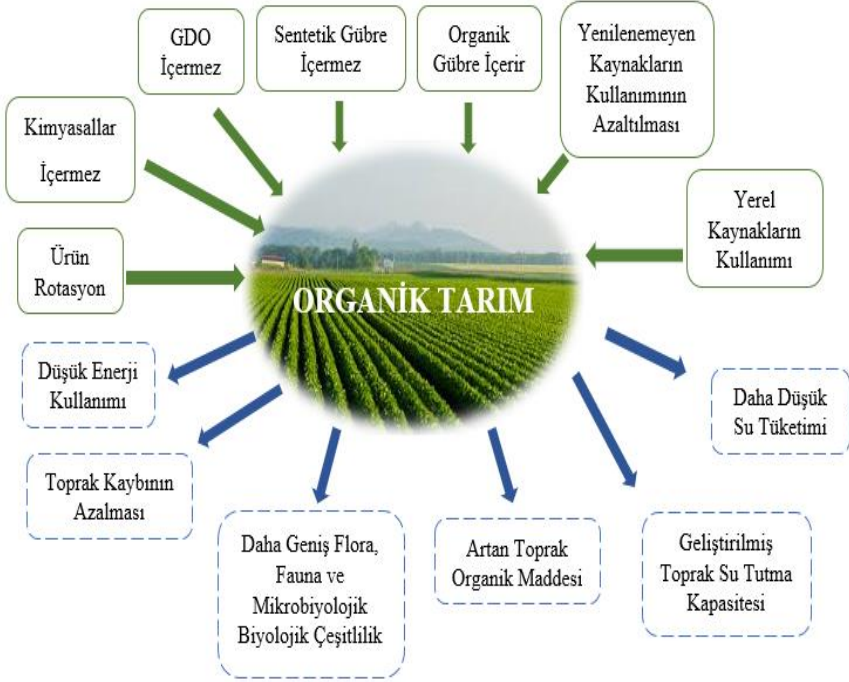 GDO
İçermez
Sentetik Gübre
İçermez
Organik
Gübre İçerir
Yenilenemeyen
Kaynakların
Kullanımının
Azaltılması
Kimyasallar
İçermez
Yerel
Kaynakların
Kullanımı
Ürün
Rotasyon
ORGANİK TARIM
Düşük Enerji
Kullanımı
Daha Düşük
Su Tüketimi
Toprak Kaybının
Azalması
Daha Geniş Flora,
Fauna ve
Mikrobiyolojik
Biyolojik Çeşitlilik
Artan Toprak
Organik Maddesi
Geliştirilmiş
Toprak Su Tutma
Kapasitesi